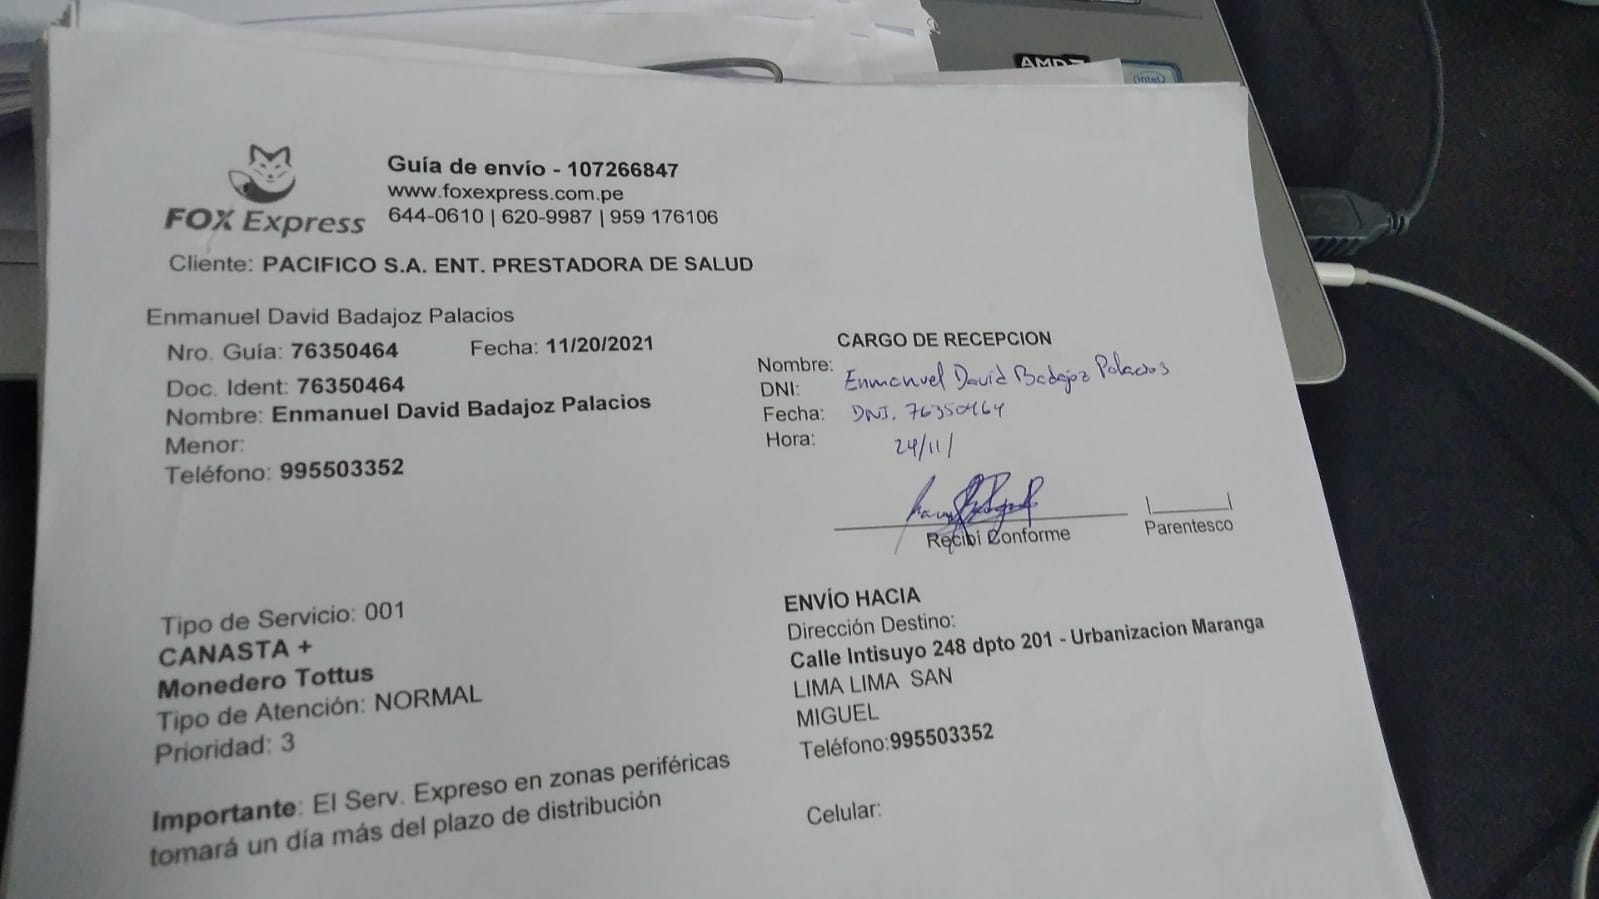 AMD
intel
FOX Express
Guía de envío - 107266847
www.foxexpress.com.pe
644-0610 | 620-9987 | 959 176106
Cliente: PACIFICO S.A. ENT. PRESTADORA DE SALUD
Enmanuel David Badajoz Palacios
Nro. Guía: 76350464 Fecha: 11/20/2021
Doc. Ident: 76350464
Nombre: Enmanuel David Badajoz Palacios
Menor:
Teléfono: 995503352
CARGO DE RECEPCION
Nombre: Enmanuel David Badajoz Palacios
DNI:
Fecha: DNI. 76350464
Hora: 24/11/
Recibi Conforme
Parentesco
Tipo de Servicio: 001
CANASTA +
Monedero Tottus
Tipo de Atención: NORMAL
Prioridad: 3
Importante: El Serv. Expreso en zonas periféricas
tomará un día más del plazo de distribución
ENVÍO HACIA
Dirección Destino:
Calle Intisuyo 248 dpto 201 - Urbanizacion Maranga
LIMA LIMA SAN
MIGUEL
Teléfono:995503352
Celular: